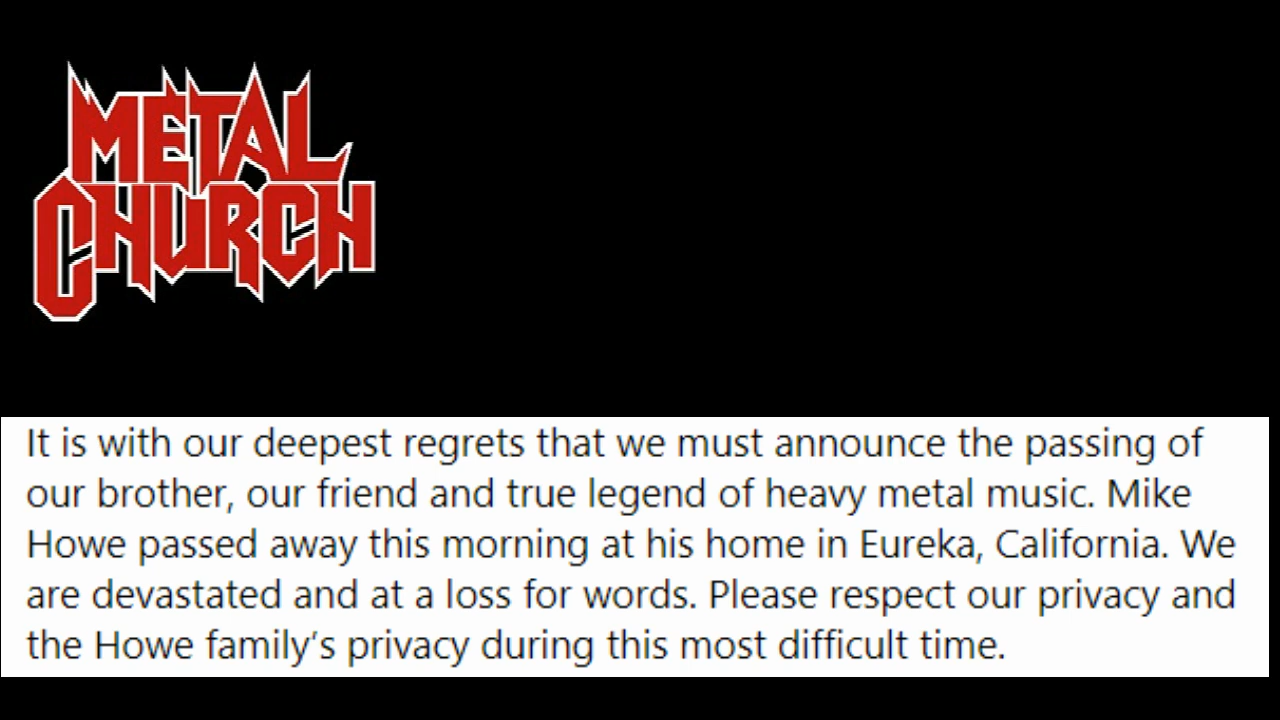 METAL
CHURCH
It is with our deepest regrets that we must announce the passing of
our brother, our friend and true legend of heavy metal music. Mike
Howe passed away this morning at his home in Eureka, California. We
are devastated and at a loss for words. Please respect our privacy and
the Howe family’s privacy during this most difficult time.